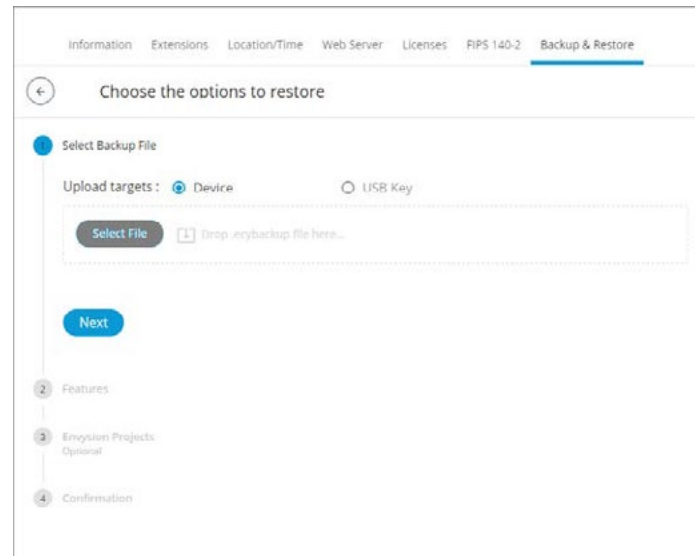 Information Extensions Location/Time Web Server Licenses FIPS 140-2 Backup & Restore
Choose the options to restore
1 Select Backup File
Upload targets : Device USB Key
Select File Drop .erybackup file here...
Next
2 Features
3 Envysion Projects
Optional
4 Confirmation